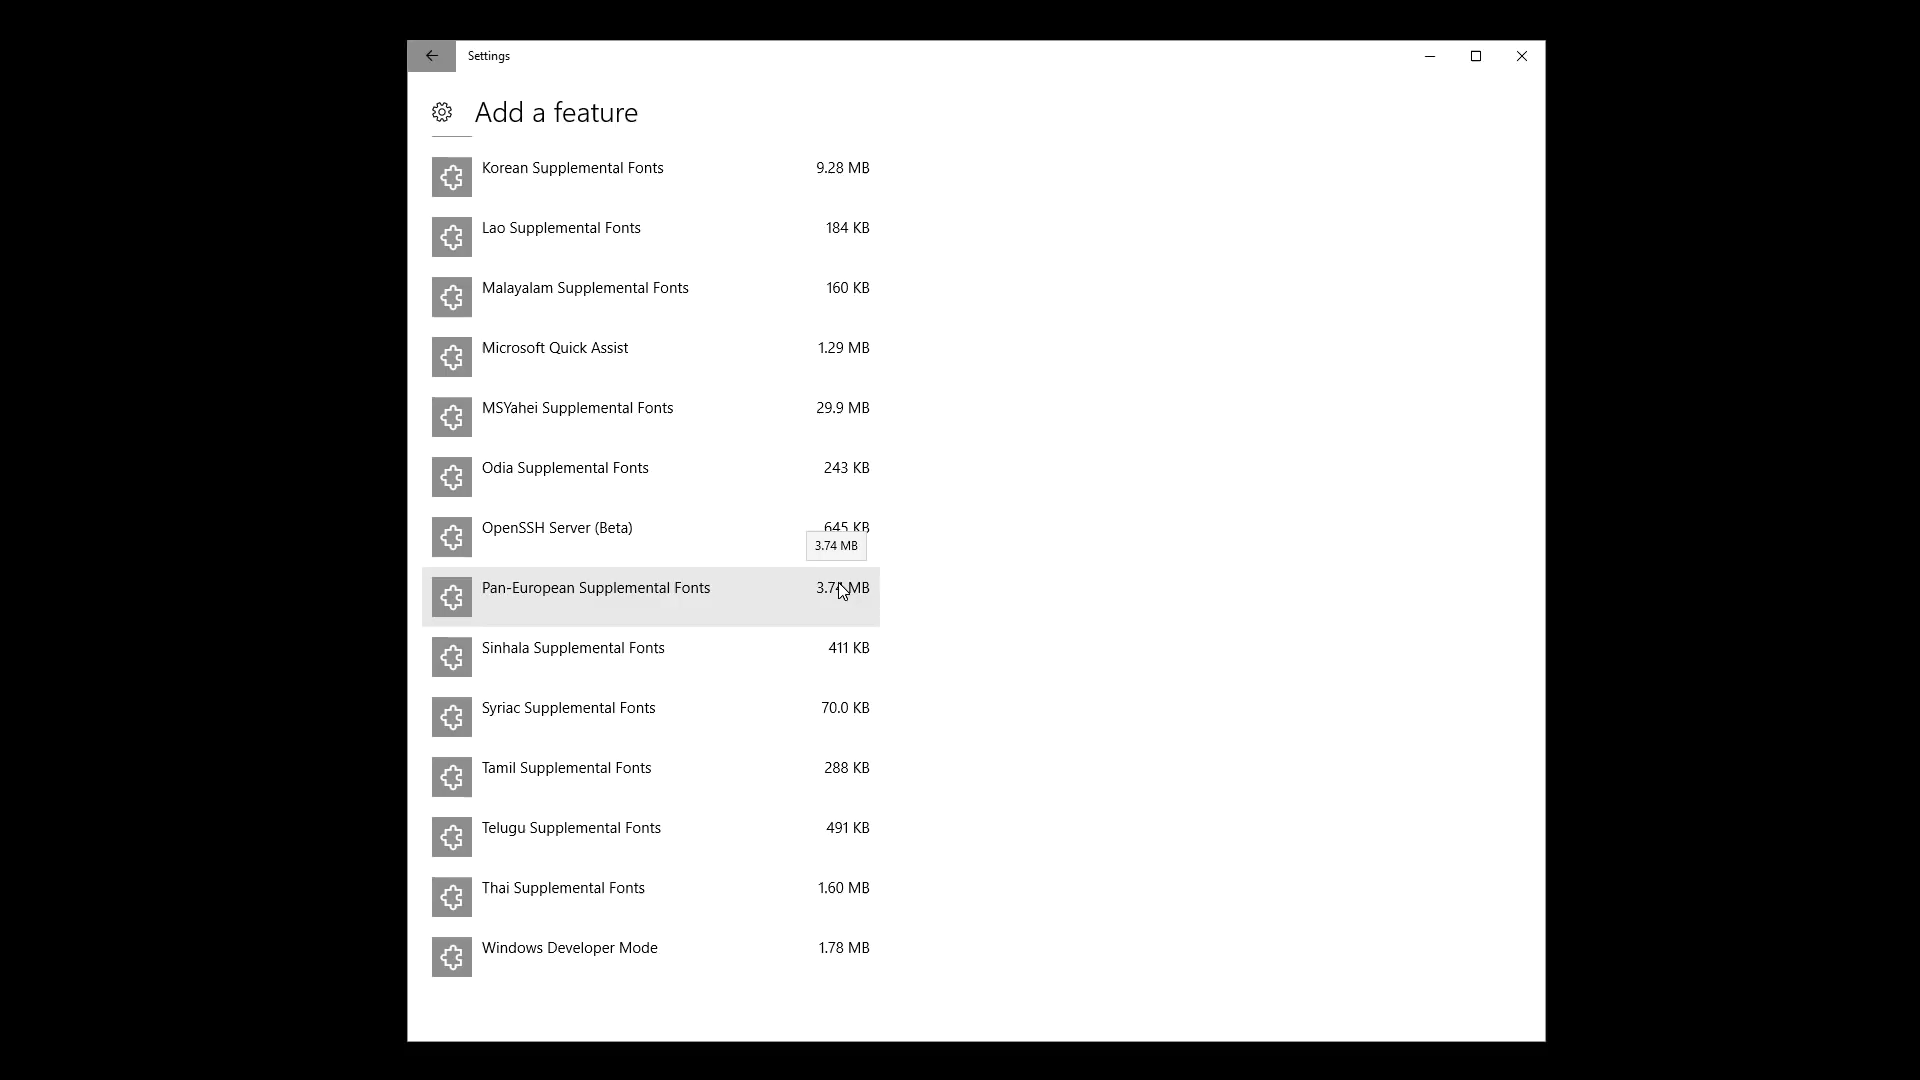 Settings
Add a feature
Korean Supplemental Fonts 9.28 MB
Lao Supplemental Fonts 184 KB
Malayalam Supplemental Fonts 160 KB
Microsoft Quick Assist 1.29 MB
MSYahei Supplemental Fonts 29.9 MB
Odia Supplemental Fonts 243 KB
OpenSSH Server (Beta) 645 KB
3.74 MB
Pan-European Supplemental Fonts 3.74 MB
Sinhala Supplemental Fonts 411 KB
Syriac Supplemental Fonts 70.0 KB
Tamil Supplemental Fonts 288 KB
Telugu Supplemental Fonts 491 KB
Thai Supplemental Fonts 1.60 MB
Windows Developer Mode 1.78 MB